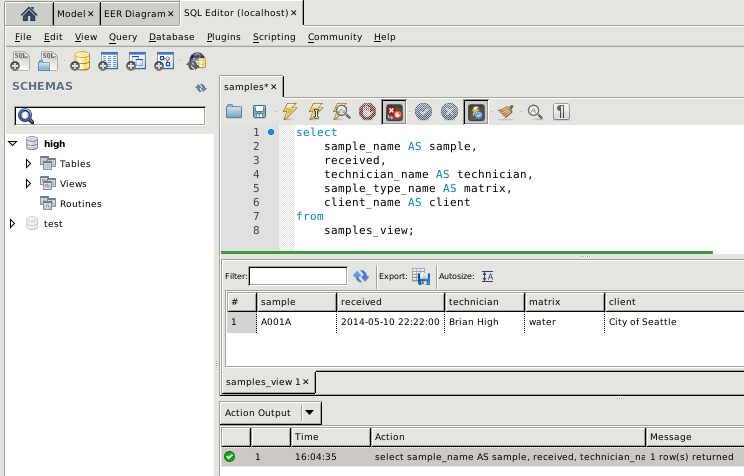 Model× EER Diagram× SQL Editor (localhost)×
File Edit View Query Database Plugins Scripting Community Help
SQL SQL
SCHEMAS
samples*×
high
Tables
Views
Routines
test
1 select
2 sample_name AS sample,
3 received,
4 technician_name AS technician,
5 sample_type_name AS matrix,
6 client_name AS client
7 from
8 samples_view;
Filter: Export: Autosize: A
# sample received technician matrix client
1 A001A 2014-05-10 22:22:00 Brian High water City of Seattle
samples_view 1×
Action Output
Time Action Message
1 16:04:35 select sample_name AS sample, received, technician_na 1 row(s) returned